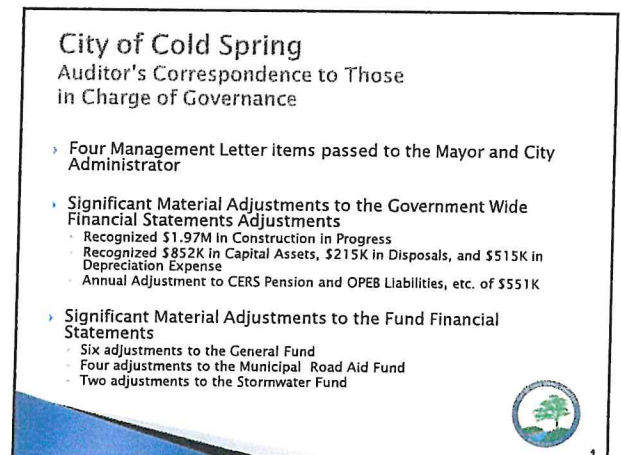 City of Cold Spring
Auditor's Correspondence to Those
in Charge of Governance
Four Management Letter items passed to the Mayor and City
Administrator
Significant Material Adjustments to the Government Wide
Financial Statements Adjustments
Recognized $1.97M in Construction in Progress
Recognized $852K in Capital Assets, $215K in Disposals, and $515K in
Depreciation Expense
Annual Adjustment to CERS Pension and OPEB Liabilities, etc. of $551K
Significant Material Adjustments to the Fund Financial
Statements
Six adjustments to the General Fund
Four adjustments to the Municipal Road Aid Fund
Two adjustments to the Stormwater Fund
1